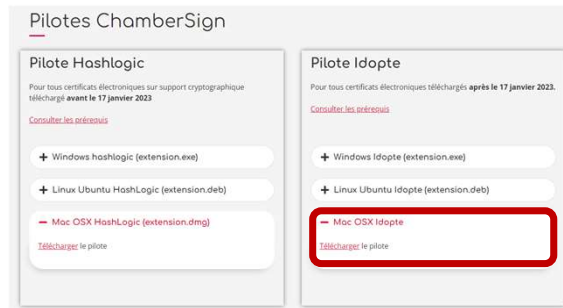 Pilotes ChamberSign
Pilote Hashlogic
Pour tous certificats électroniques sur support cryptographique
téléchargé avant le 17 janvier 2023
Consulter les prérequis
+ Windows hashlogic (extension.exe)
+ Linux Ubuntu HashLogic (extension.deb)
− Mac OSX HashLogic (extension.dmg)
Télécharger le pilote
Pilote Idopte
Pour tous certificats électroniques téléchargés après le 17 janvier 2023.
Consulter les prérequis
+ Windows Idopte (extension.exe)
+ Linux Ubuntu Idopte (extension.deb)
− Mac OSX Idopte
Télécharger le pilote